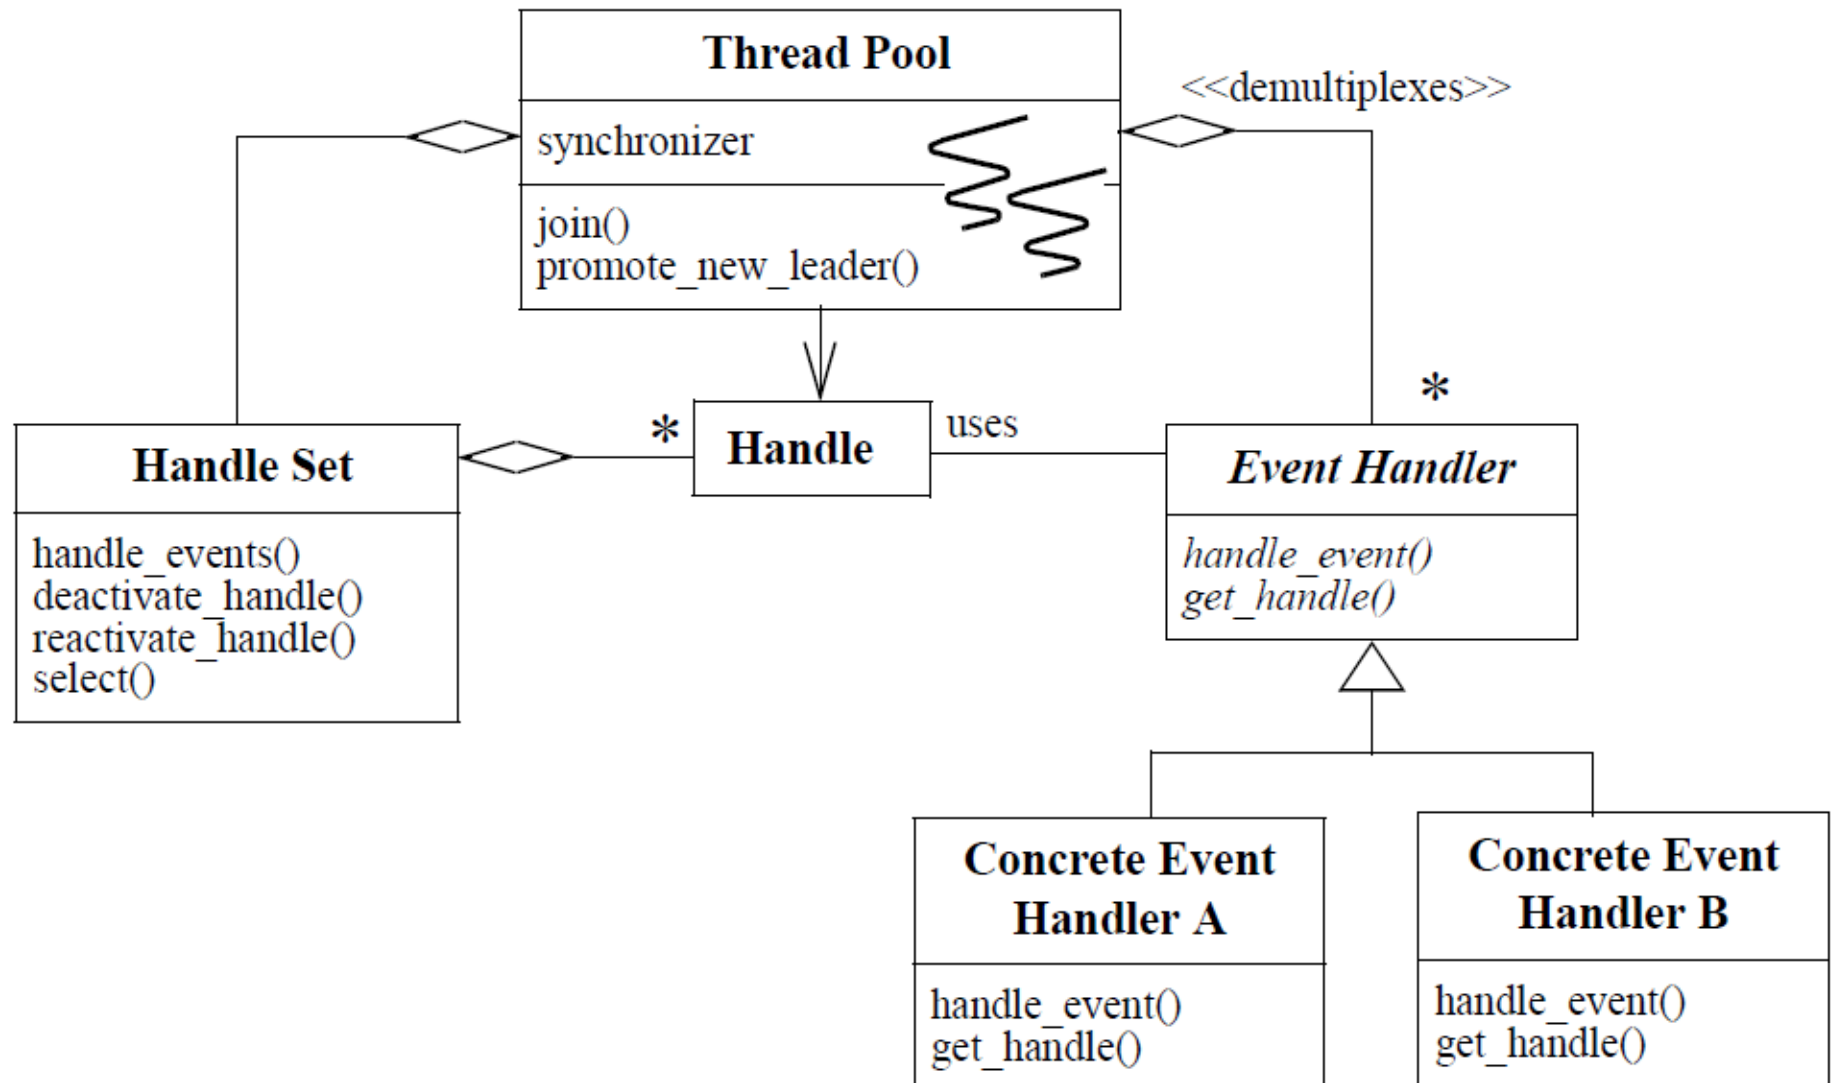 Thread Pool
<<demultiplexes>>
synchronizer
join()
promote_new_leader()
*
*
Handle
uses
Handle Set
Event Handler
handle_events()
deactivate_handle()
reactivate_handle()
select()
handle_event()
get_handle()
Concrete Event
Handler A
Concrete Event
Handler B
handle_event()
get_handle()
handle_event()
get_handle()